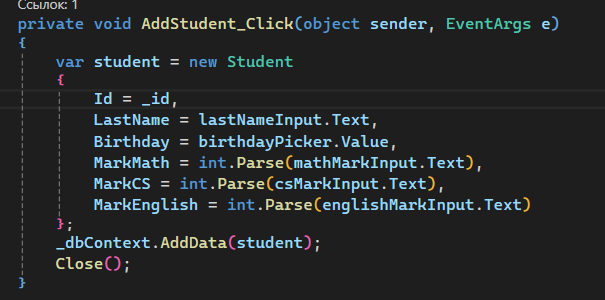 Ссылок: 1
private void AddStudent_Click(object sender, EventArgs e)
{
    var student = new Student
    {
        Id = _id,
        LastName = lastNameInput.Text,
        Birthday = birthdayPicker.Value,
        MarkMath = int.Parse(mathMarkInput.Text),
        MarkCS = int.Parse(csMarkInput.Text),
        MarkEnglish = int.Parse(englishMarkInput.Text)
    };
    _dbContext.AddData(student);
    Close();
}